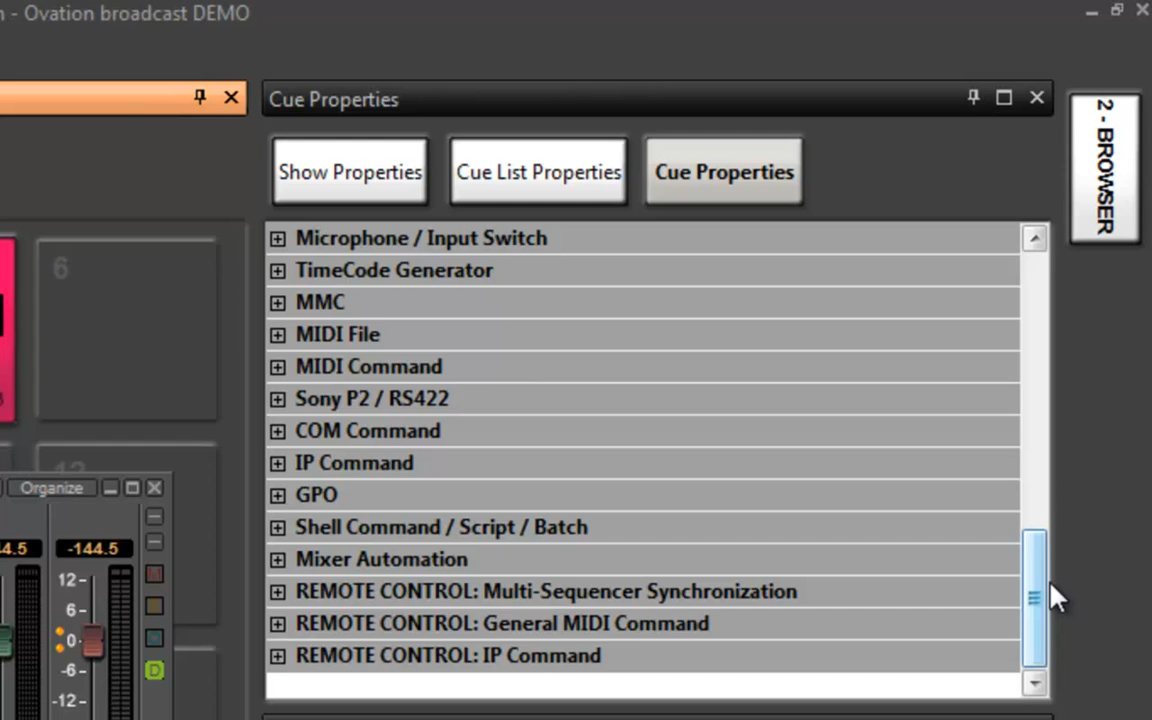 n - Ovation broadcast DEMO
Cue Properties
2 - BROWSER
Show Properties
Cue List Properties
Cue Properties
Microphone / Input Switch
6
TimeCode Generator
MMC
MIDI File
MIDI Command
Sony P2 / RS422
COM Command
IP Command
12
Organize
GPO
Shell Command / Script / Batch
4.5
-144.5
Mixer Automation
12
REMOTE CONTROL: Multi-Sequencer Synchronization
6
REMOTE CONTROL: General MIDI Command
0
REMOTE CONTROL: IP Command
-6
D
-12